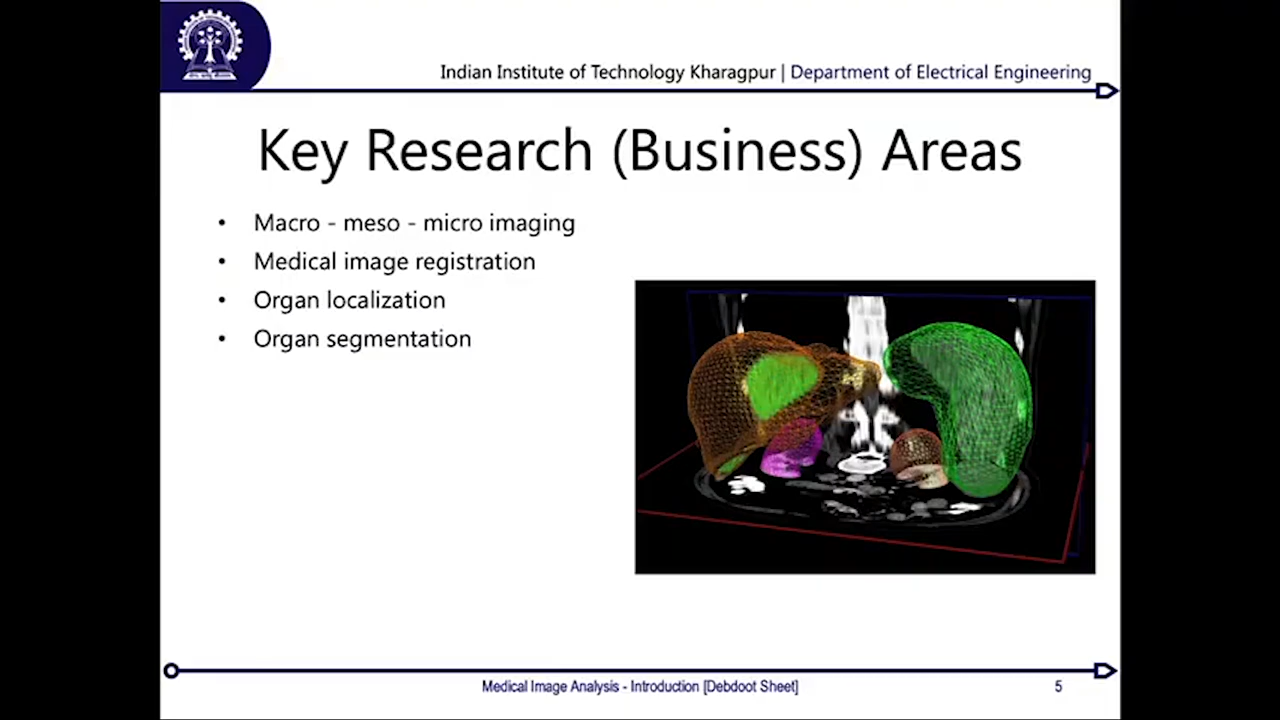 Indian Institute of Technology Kharagpur | Department of Electrical Engineering
Key Research (Business) Areas
• Macro - meso - micro imaging
• Medical image registration
• Organ localization
• Organ segmentation
Medical Image Analysis - Introduction [Debdoot Sheet]
5